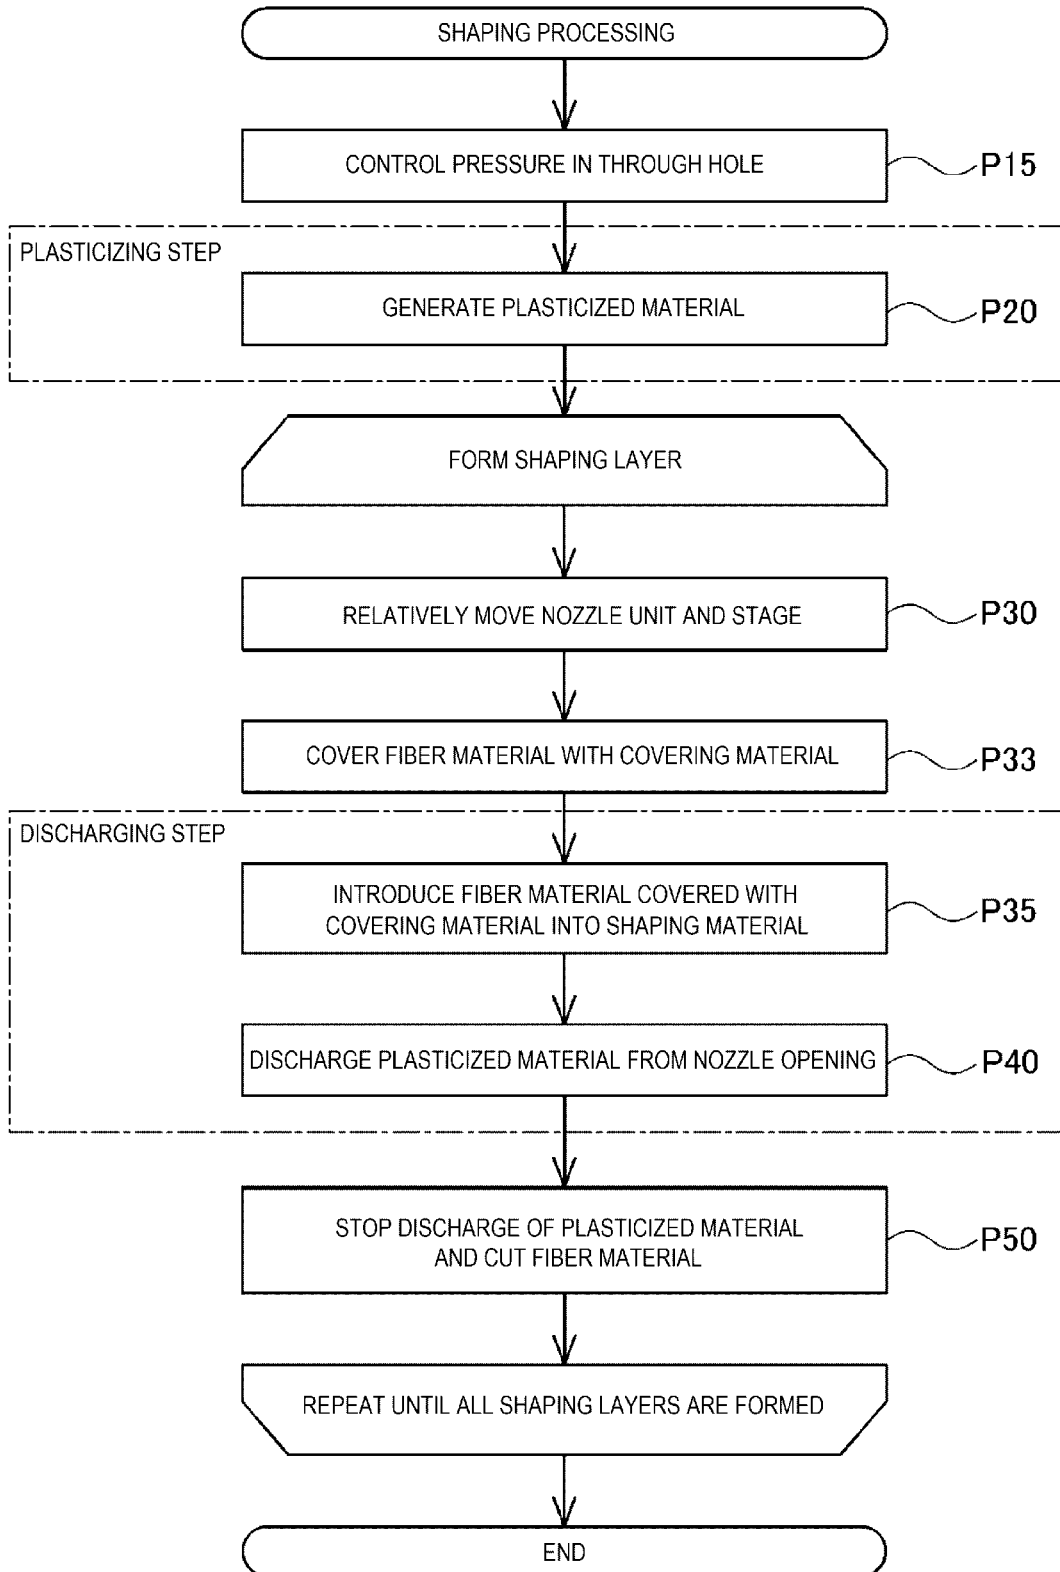 SHAPING PROCESSING
CONTROL PRESSURE IN THROUGH HOLE
P15
PLASTICIZING STEP
GENERATE PLASTICIZED MATERIAL
P20
FORM SHAPING LAYER
RELATIVELY MOVE NOZZLE UNIT AND STAGE
P30
COVER FIBER MATERIAL WITH COVERING MATERIAL
P33
DISCHARGING STEP
INTRODUCE FIBER MATERIAL COVERED WITH
COVERING MATERIAL INTO SHAPING MATERIAL
P35
DISCHARGE PLASTICIZED MATERIAL FROM NOZZLE OPENING
P40
STOP DISCHARGE OF PLASTICIZED MATERIAL
AND CUT FIBER MATERIAL
P50
REPEAT UNTIL ALL SHAPING LAYERS ARE FORMED
END